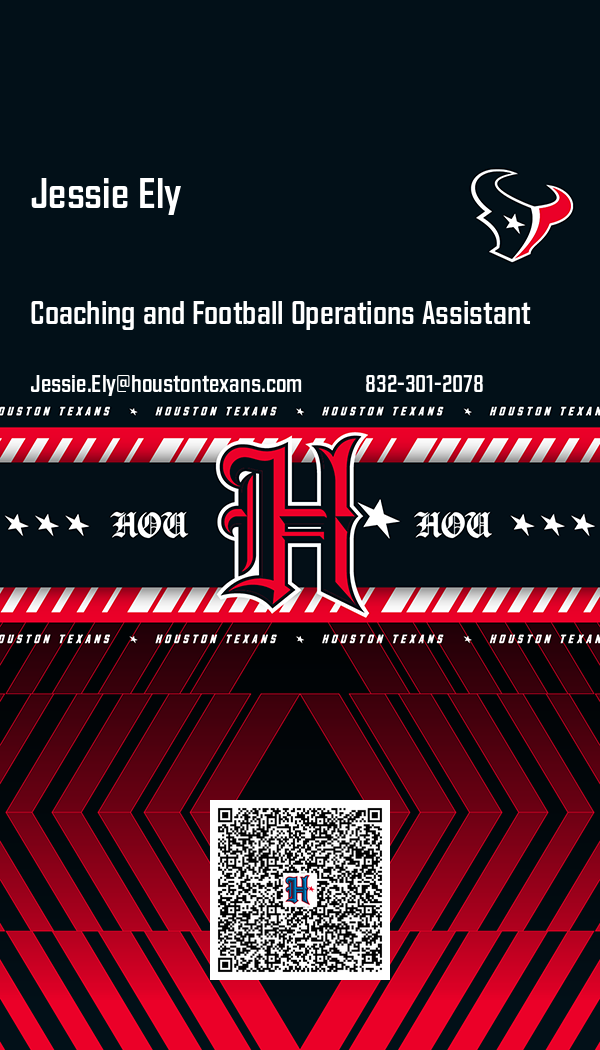 Jessie Ely
Coaching and Football Operations Assistant
Jessie.Ely@houstontexans.com 832-301-2078
HOUSTON TEXANS HOUSTON TEXANS HOUSTON TEXANS HOUSTON TEXANS
HOU H HOU
HOUSTON TEXANS HOUSTON TEXANS HOUSTON TEXANS HOUSTON TEXANS
H